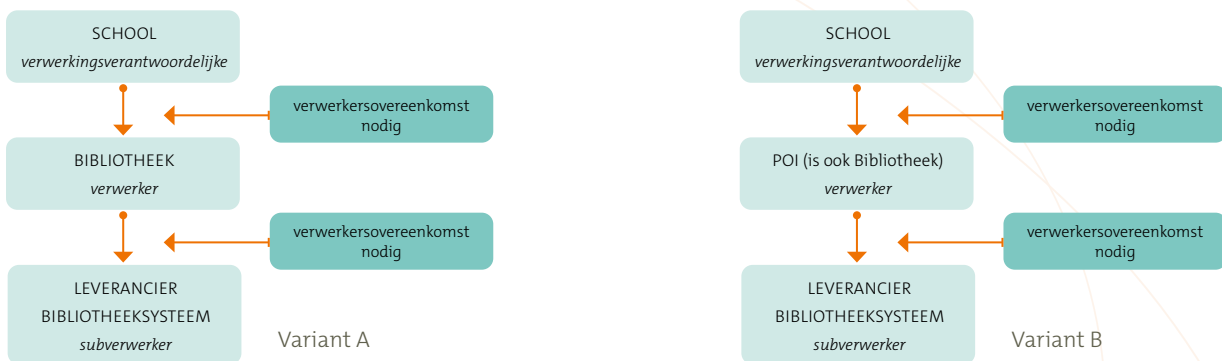 SCHOOL
verwerkingsverantwoordelijke
verwerkersovereenkomst
nodig
BIBLIOTHEEK
verwerker
verwerkersovereenkomst
nodig
LEVERANCIER
BIBLIOTHEEKSYSTEEM
subverwerker
Variant A
SCHOOL
verwerkingsverantwoordelijke
verwerkersovereenkomst
nodig
POI (is ook Bibliotheek)
verwerker
verwerkersovereenkomst
nodig
LEVERANCIER
BIBLIOTHEEKSYSTEEM
subverwerker
Variant B